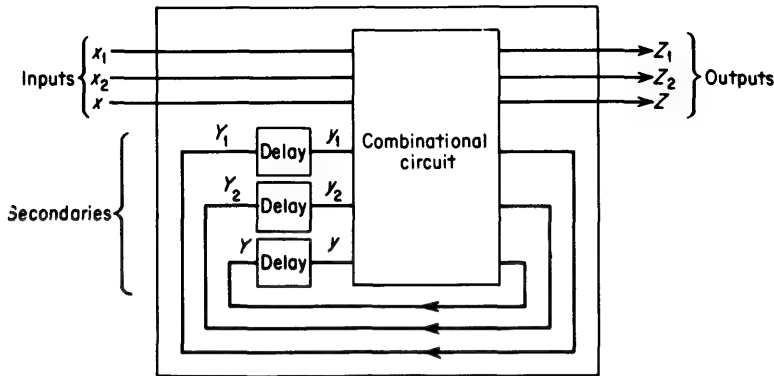 Inputs
x₁
x₂
x
Z₁
Z₂
Z
Outputs
Combinational
circuit
Secondaries
Y₁
Delay
y₁
Y₂
Delay
y₂
Y
Delay
y